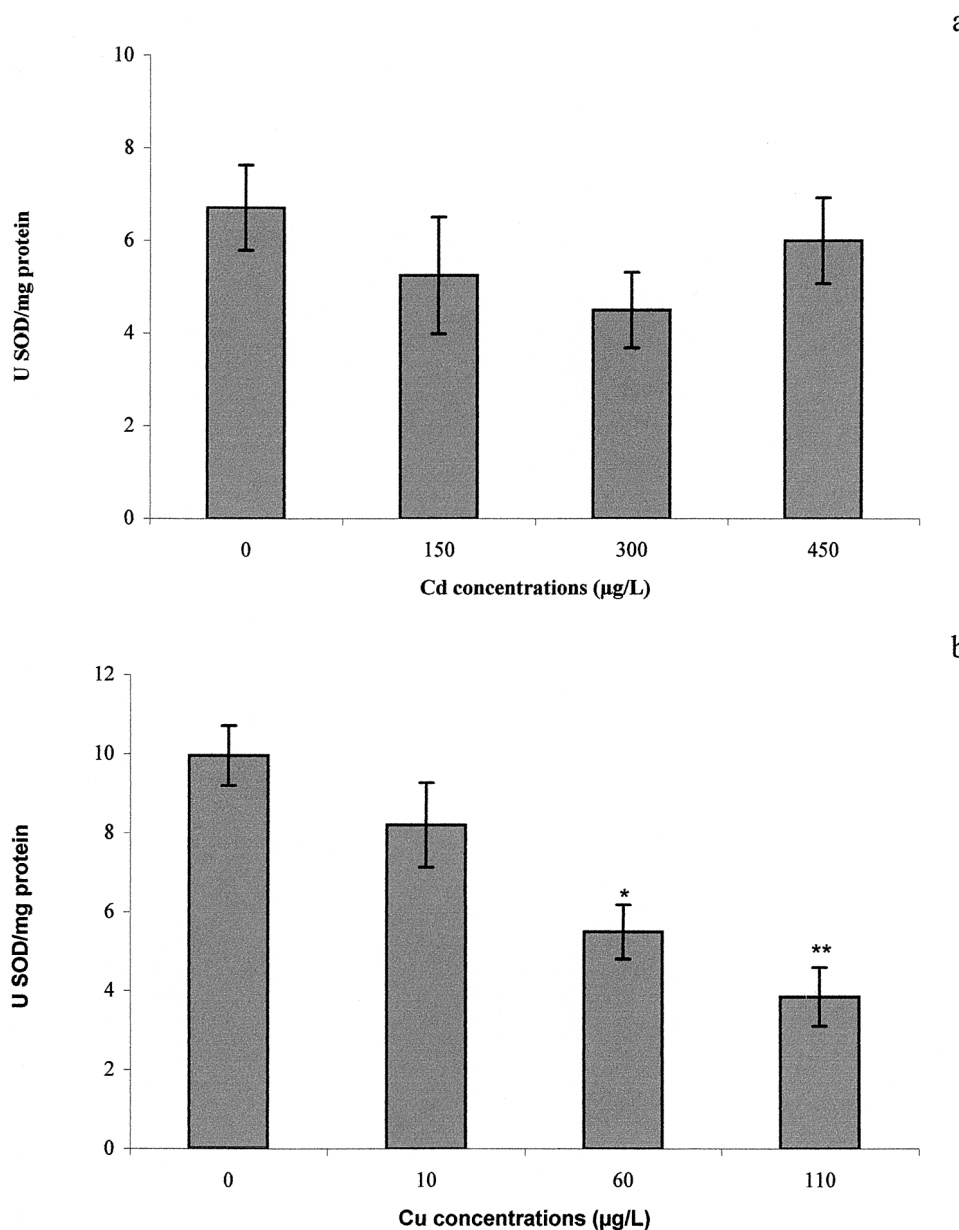 a
10
8
6
4
2
0
U SOD/mg protein
0 150 300 450
Cd concentrations (µg/L)
b
12
10
8
6
4
2
0
U SOD/mg protein
*
**
0 10 60 110
Cu concentrations (µg/L)